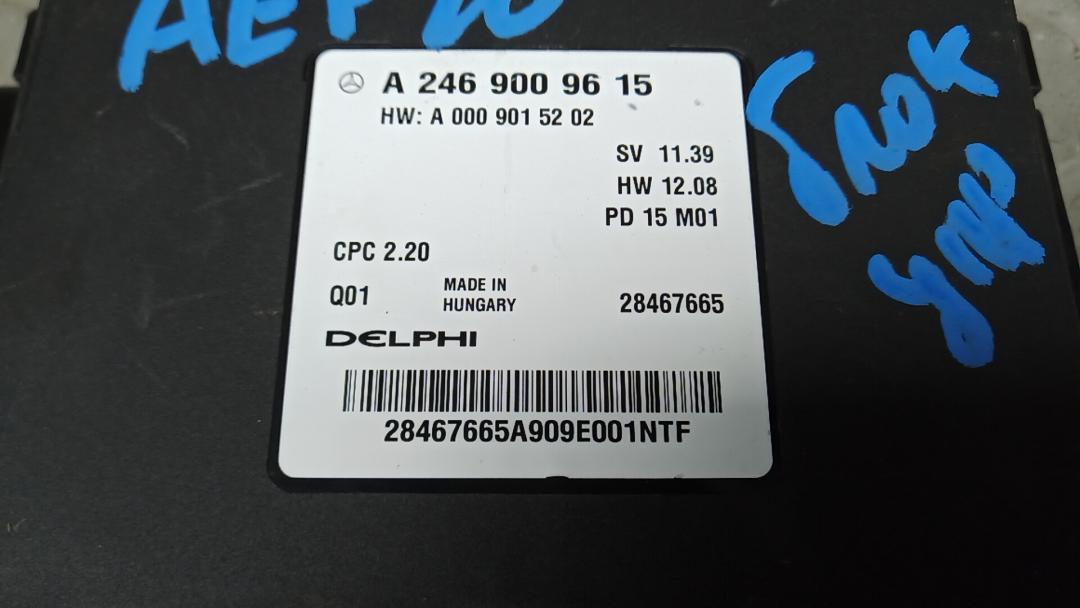 A 246 900 96 15
HW: A 000 901 52 02
SV 11.39
HW 12.08
PD 15 M01
CPC 2.20
Q01
MADE IN
HUNGARY
28467665
DELPHI
28467665A909E001NTF
Блок